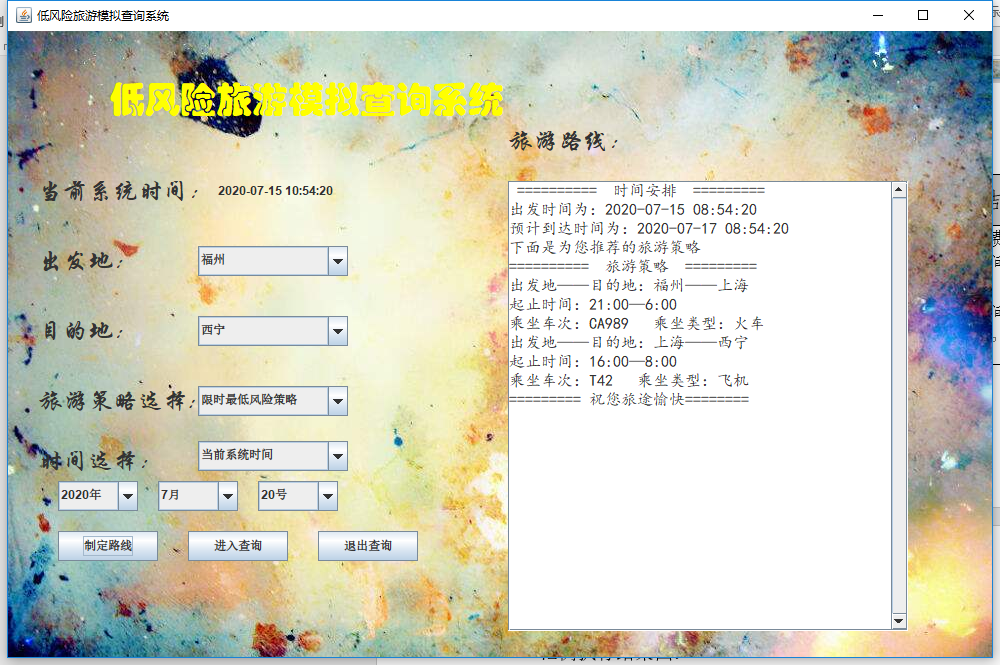 低风险旅游模拟查询系统
低风险旅游模拟查询系统
当前系统时间： 2020-07-15 10:54:20
出发地： 福州
目的地： 西宁
旅游策略选择： 限时最低风险策略
时间选择： 当前系统时间
2020年 7月 20号
制定路线 进入查询 退出查询
旅游路线：
========== 时间安排 =========
出发时间为：2020-07-15 08:54:20
预计到达时间为：2020-07-17 08:54:20
下面是为您推荐的旅游策略
========== 旅游策略 =========
出发地——目的地：福州——上海
起止时间：21:00—6:00
乘坐车次：CA989 乘坐类型：火车
出发地——目的地：上海——西宁
起止时间：16:00—8:00
乘坐车次：T42 乘坐类型：飞机
========= 祝您旅途愉快========